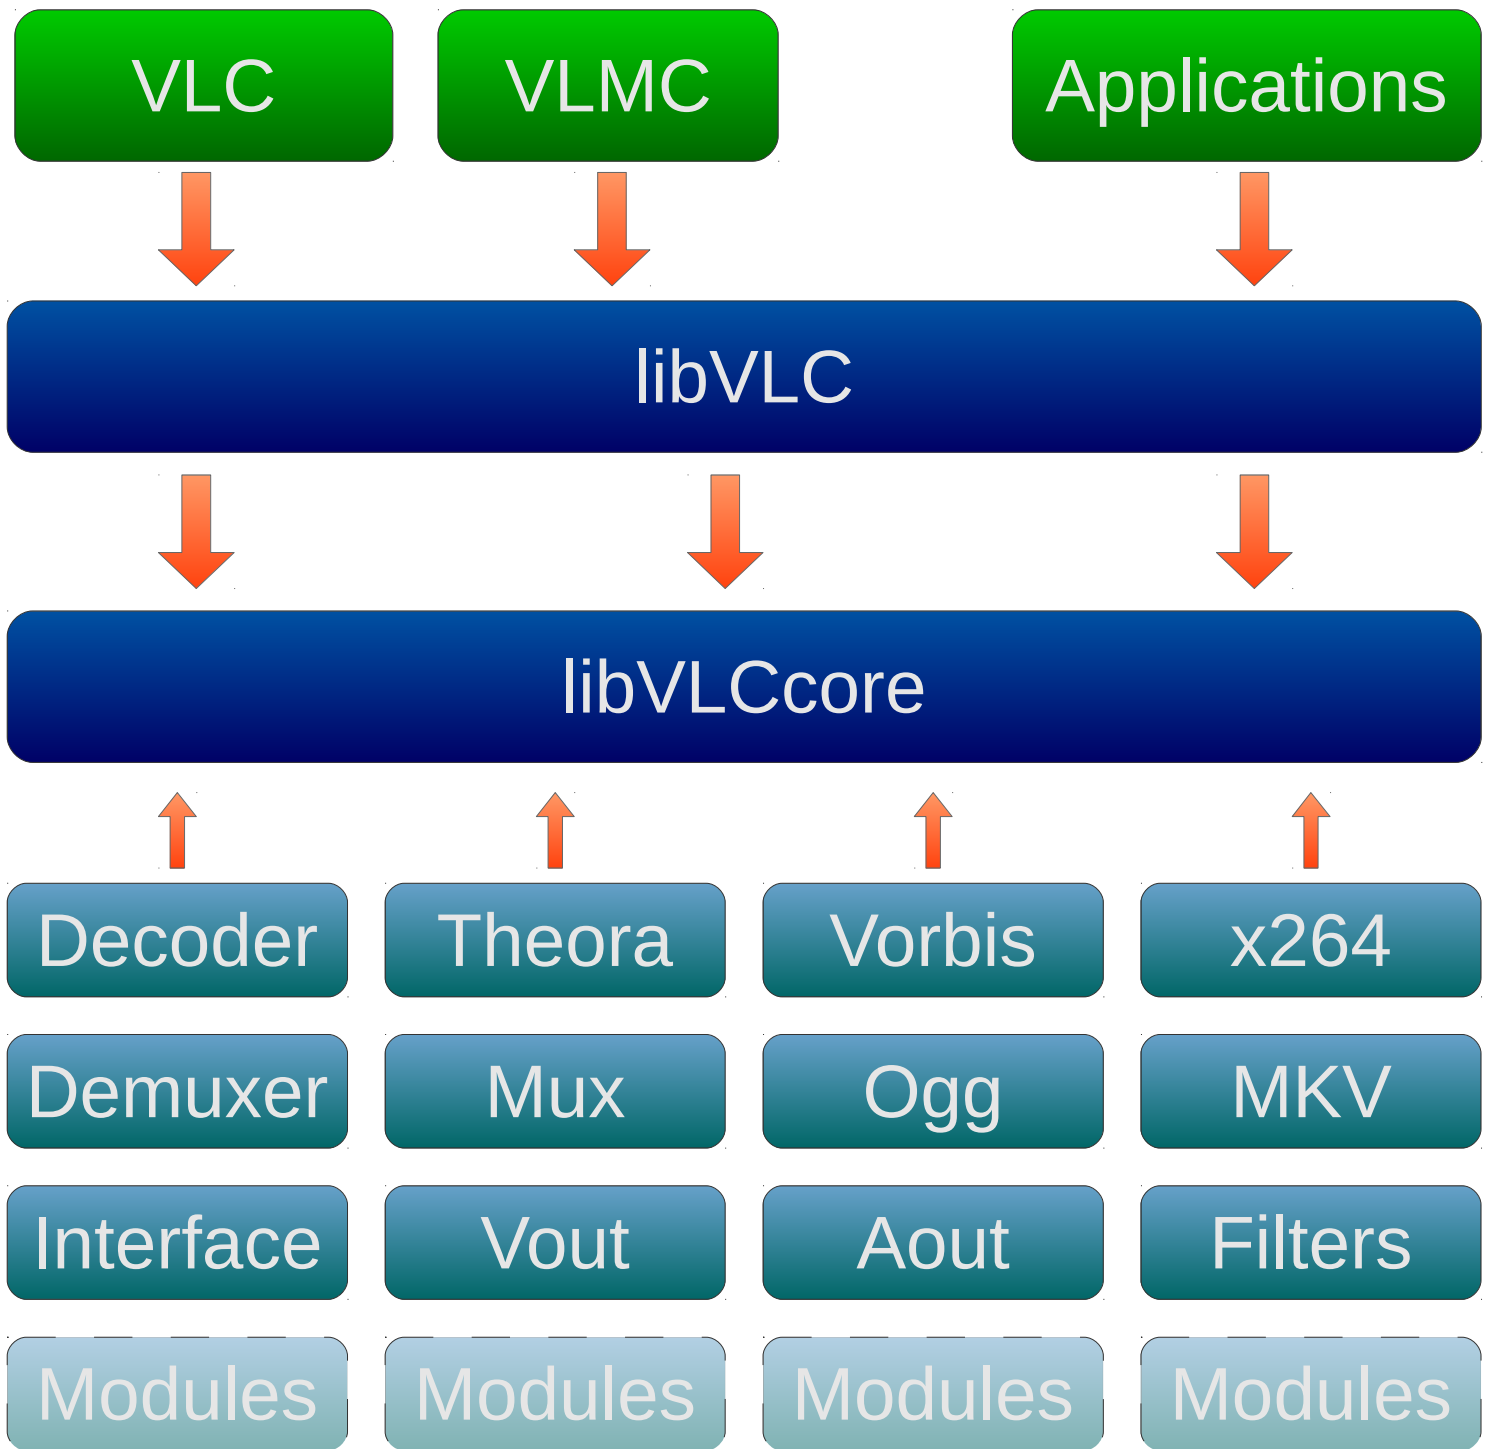 VLC VLMC Applications
libVLC
libVLCcore
Decoder Theora Vorbis x264
Demuxer Mux Ogg MKV
Interface Vout Aout Filters
Modules Modules Modules Modules